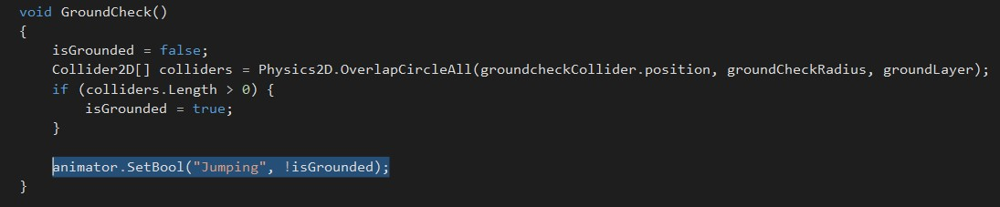 void GroundCheck()
{
    isGrounded = false;
    Collider2D[] colliders = Physics2D.OverlapCircleAll(groundcheckCollider.position, groundCheckRadius, groundLayer);
    if (colliders.Length > 0) {
        isGrounded = true;
    }

    animator.SetBool("Jumping", !isGrounded);
}